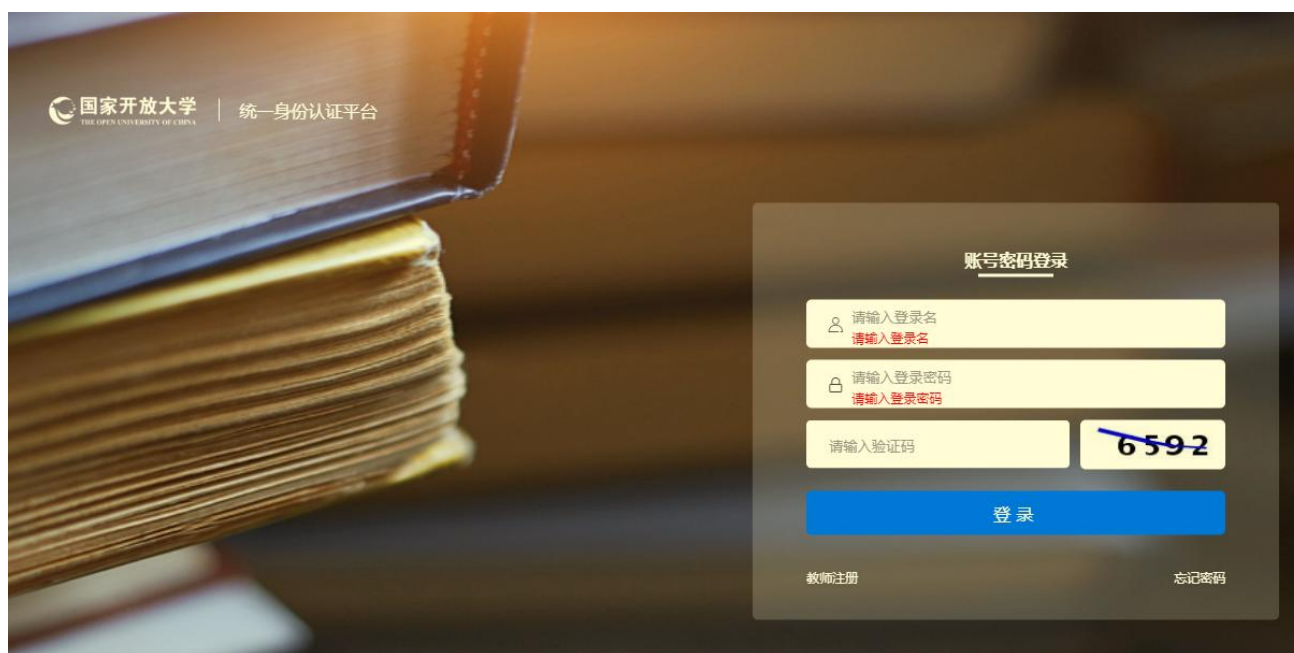 国家开放大学 统一身份认证平台
THE OPEN UNIVERSITY OF CHINA
账号密码登录
请输入登录名
请输入登录名
请输入登录密码
请输入登录密码
请输入验证码 6592
登 录
教师注册 忘记密码